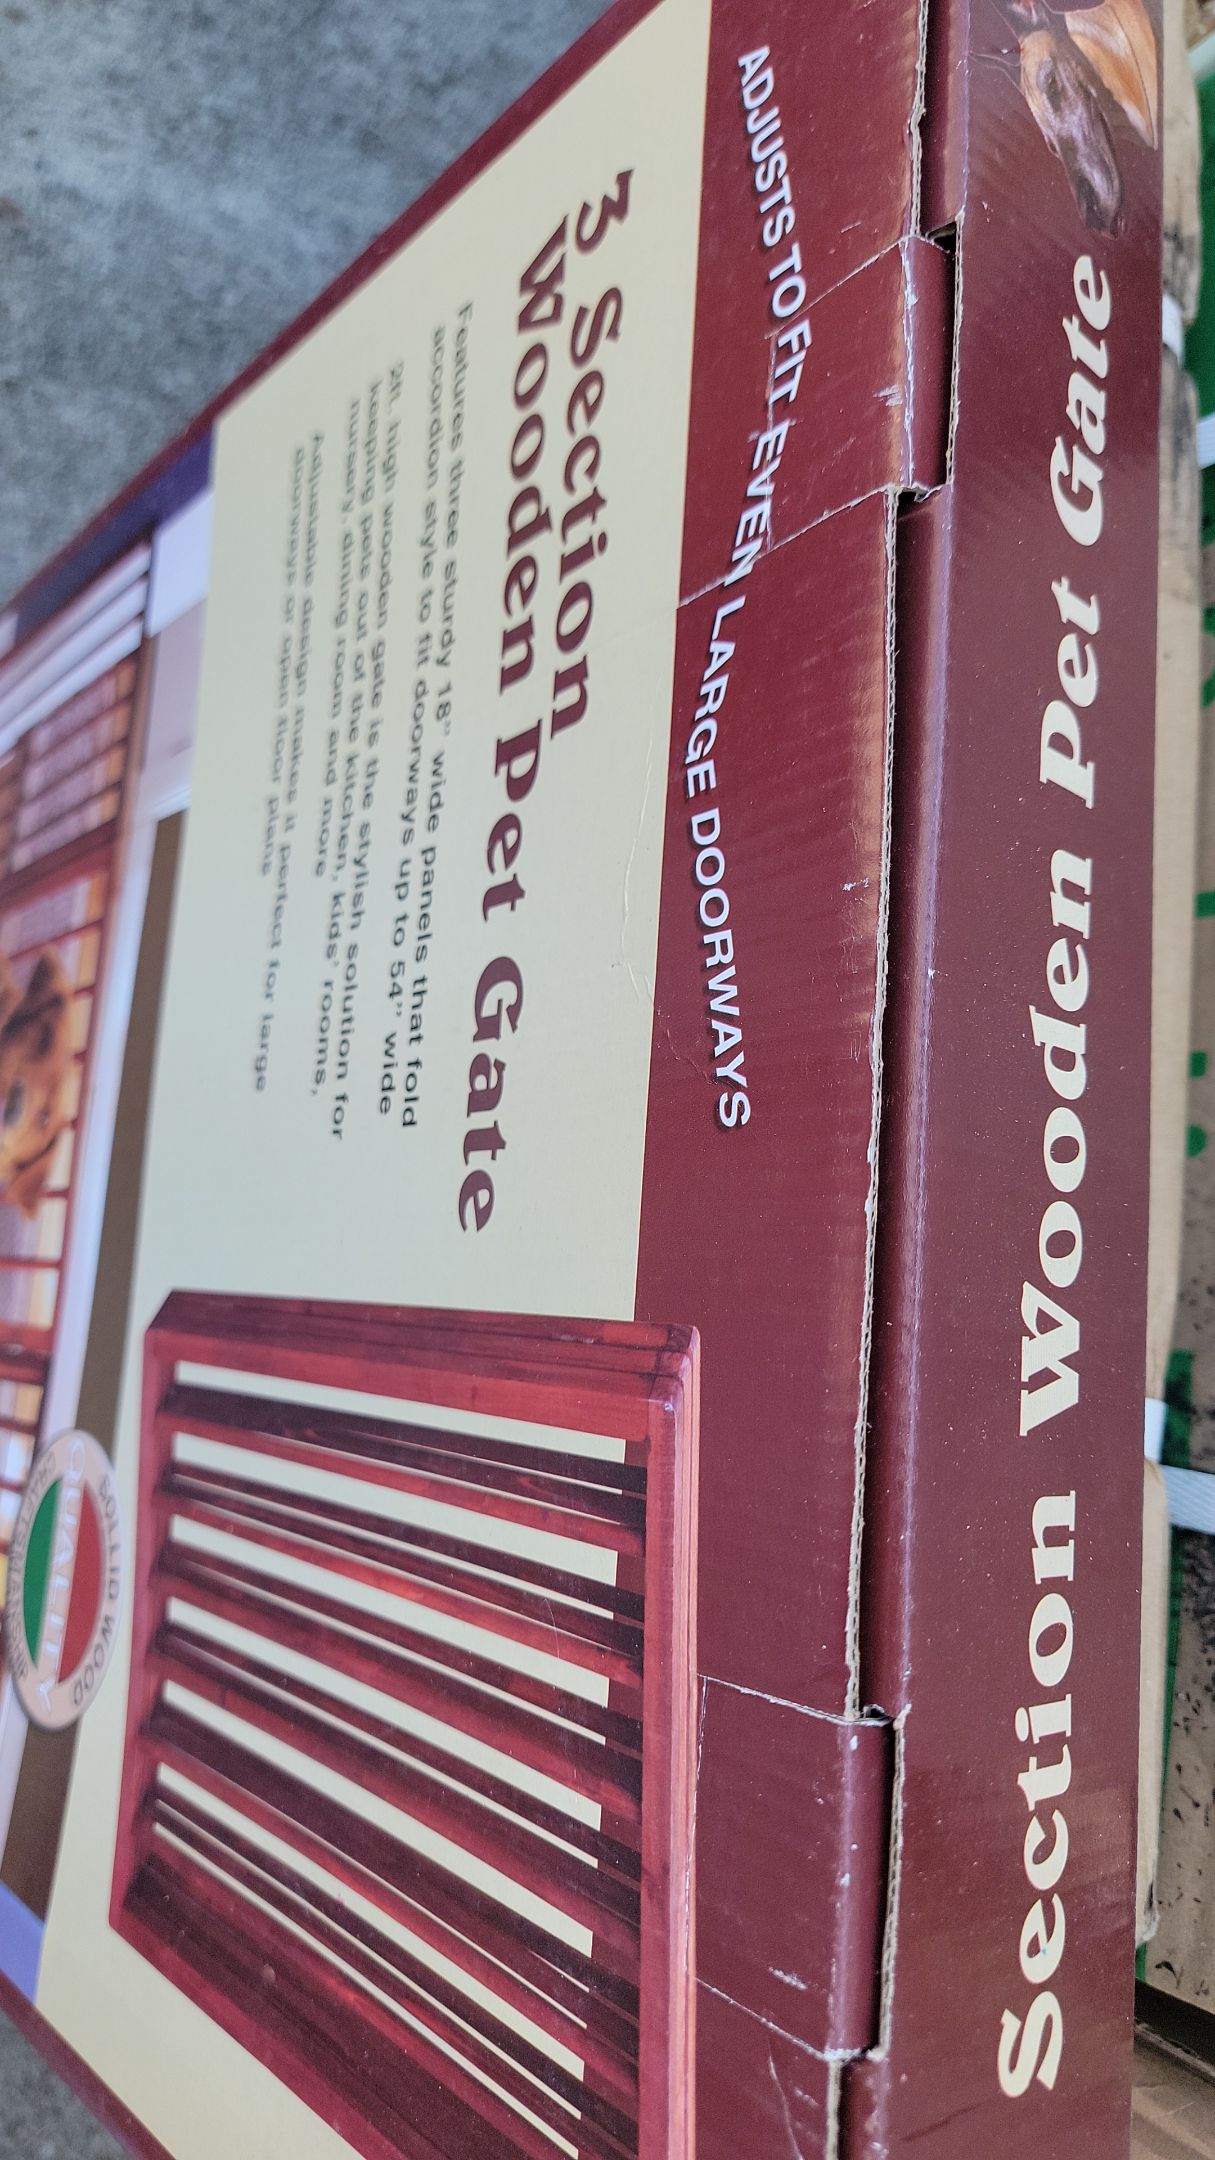 ADJUSTS TO FIT EVEN LARGE DOORWAYS
3 Section
Wooden Pet Gate
Features three sturdy 18" wide panels that fold
accordion style to fit doorways up to 54" wide
2ft. high wooden gate is the stylish solution for
keeping pets out of the kitchen, kids' rooms,
nursery, dining room and more
Adjustable design makes it perfect for large
doorways or open floor plans
SOLID WOOD
QUALITY
CRAFTSMANSHIP
Section Wooden Pet Gate